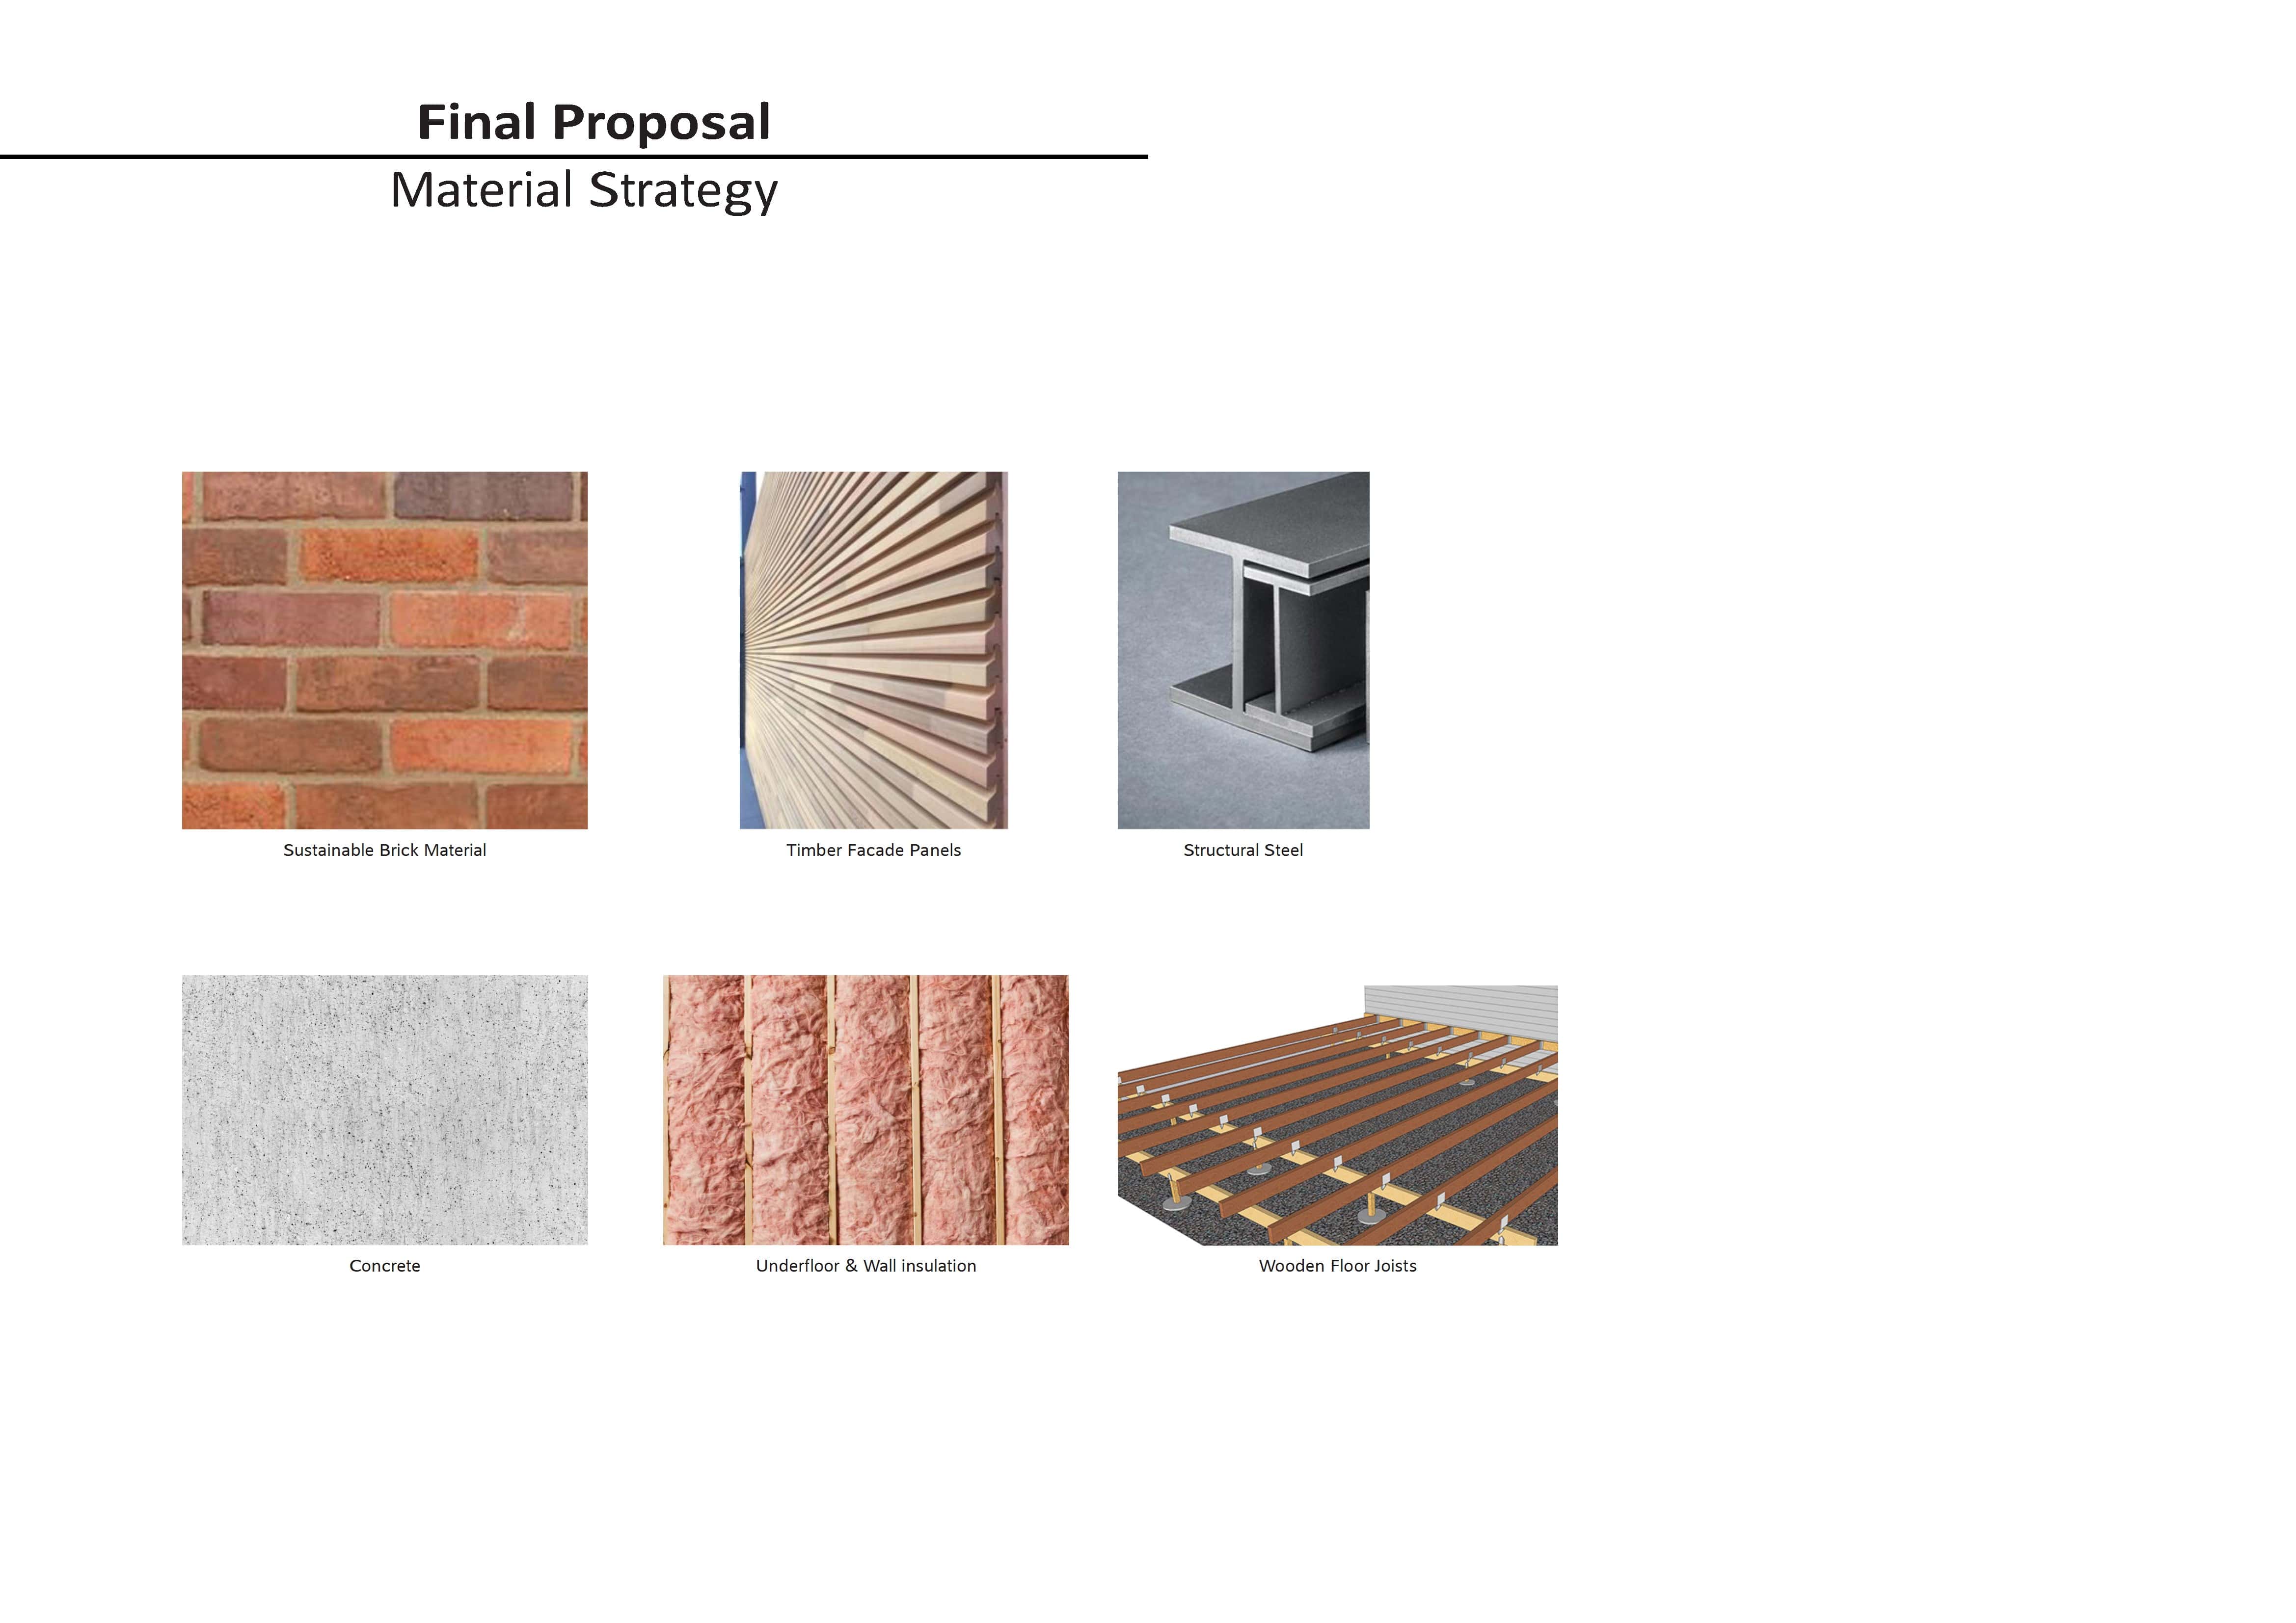 Final Proposal
Material Strategy
Sustainable Brick Material
Timber Facade Panels
Structural Steel
Concrete
Underfloor & Wall insulation
Wooden Floor Joists